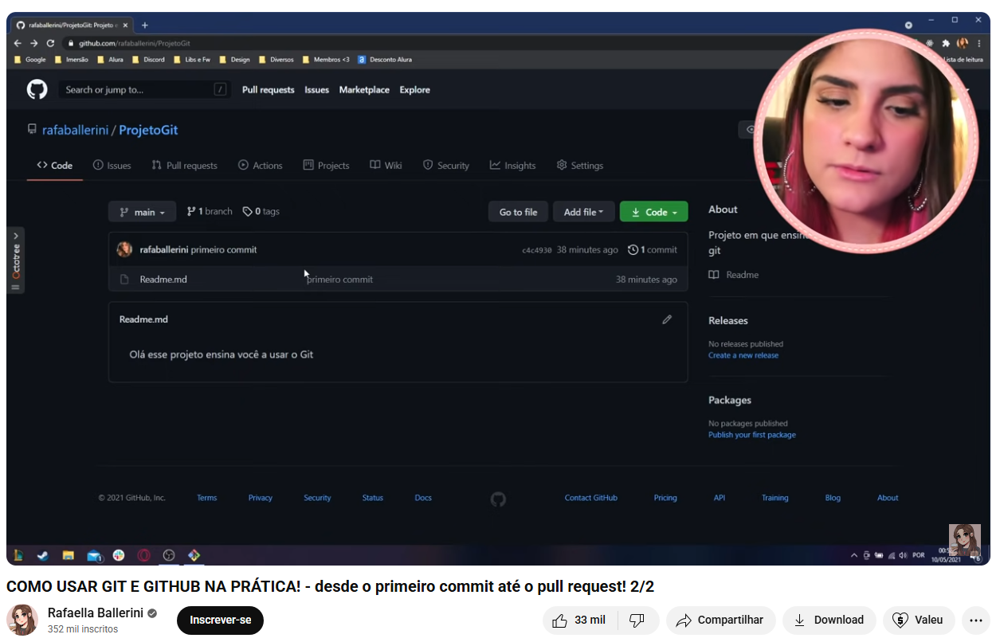 rafaballerini/ProjetoGit: Projeto e
github.com/rafaballerini/ProjetoGit
Google Imersão Alura Discord Libs e Fw Design Diversos Membros <3 Desconto Alura Lista de leitura
Search or jump to... / Pull requests Issues Marketplace Explore
rafaballerini / ProjetoGit
Code Issues Pull requests Actions Projects Wiki Security Insights Settings
main 1 branch 0 tags Go to file Add file Code
rafaballerini primeiro commit c4c4930 38 minutes ago 1 commit
Readme.md primeiro commit 38 minutes ago
Readme.md
Olá esse projeto ensina você a usar o Git
Octotree
About
Projeto em que ensino
git
Readme
Releases
No releases published
Create a new release
Packages
No packages published
Publish your first package
© 2021 GitHub, Inc. Terms Privacy Security Status Docs Contact GitHub Pricing API Training Blog About
POR
10/05/2021
COMO USAR GIT E GITHUB NA PRÁTICA! - desde o primeiro commit até o pull request! 2/2
Rafaella Ballerini
352 mil inscritos
Inscrever-se
33 mil Compartilhar Download Valeu